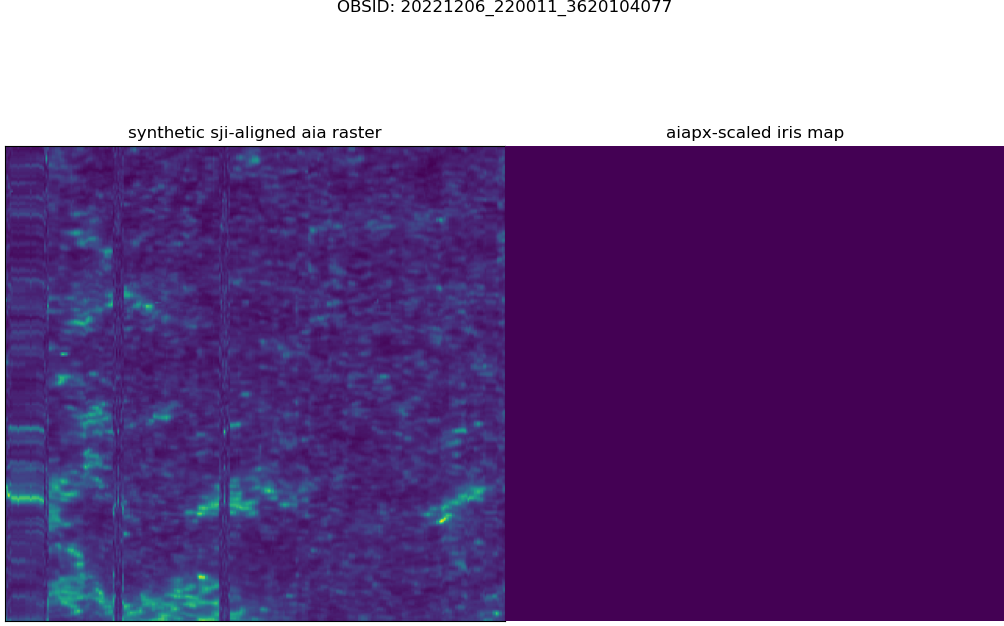 OBSID: 20221206_220011_3620104077
synthetic sji-aligned aia raster
aiapx-scaled iris map